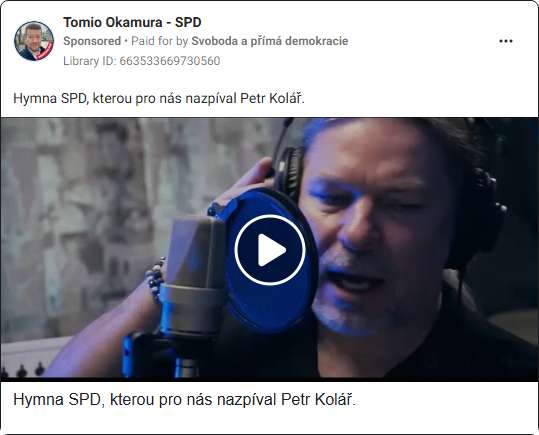 Tomio Okamura - SPD
Sponsored • Paid for by Svoboda a přímá demokracie
Library ID: 663533669730560
Hymna SPD, kterou pro nás nazpíval Petr Kolář.
Hymna SPD, kterou pro nás nazpíval Petr Kolář.